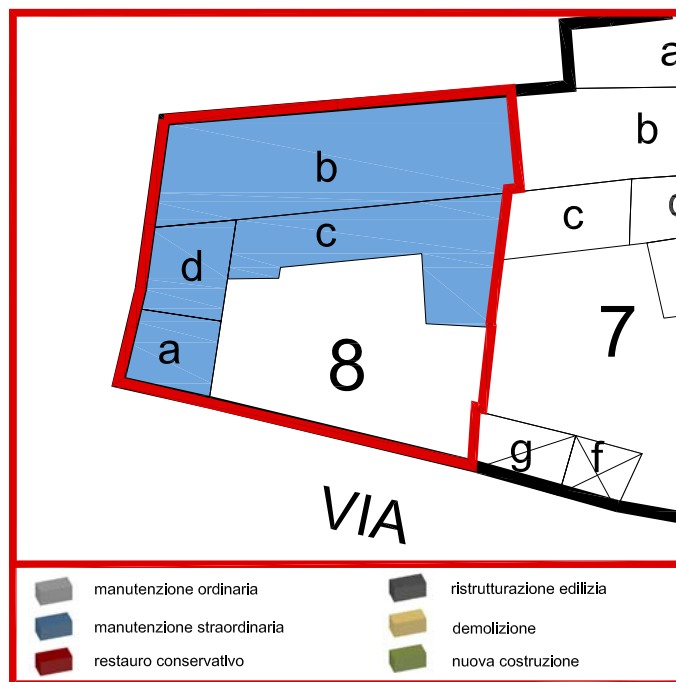 a
b
b
c
c
d
d
7
a
8
g
f
VIA
manutenzione ordinaria
ristrutturazione edilizia
manutenzione straordinaria
demolizione
restauro conservativo
nuova costruzione